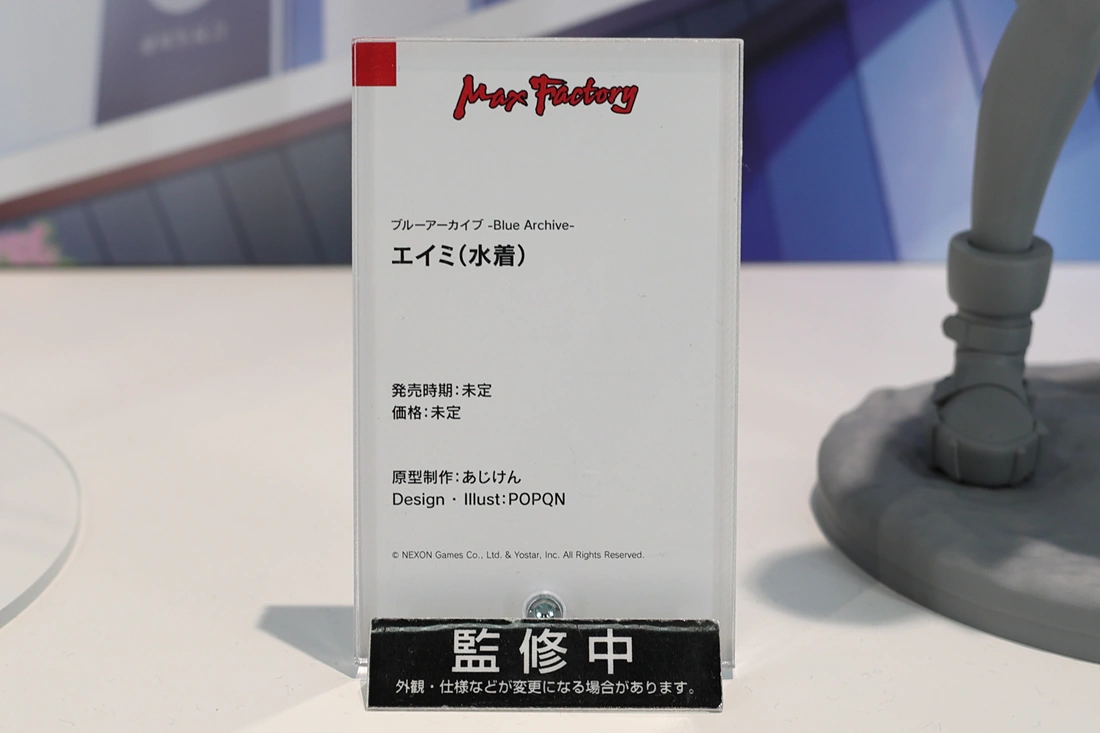 Max Factory
ブルーアーカイブ -Blue Archive-
エイミ(水着)
発売時期:未定
価格:未定
原型制作:あじけん
Design・Illust:POPQN
© NEXON Games Co., Ltd. & Yostar, Inc. All Rights Reserved.
監修中
外観・仕様などが変更になる場合があります。